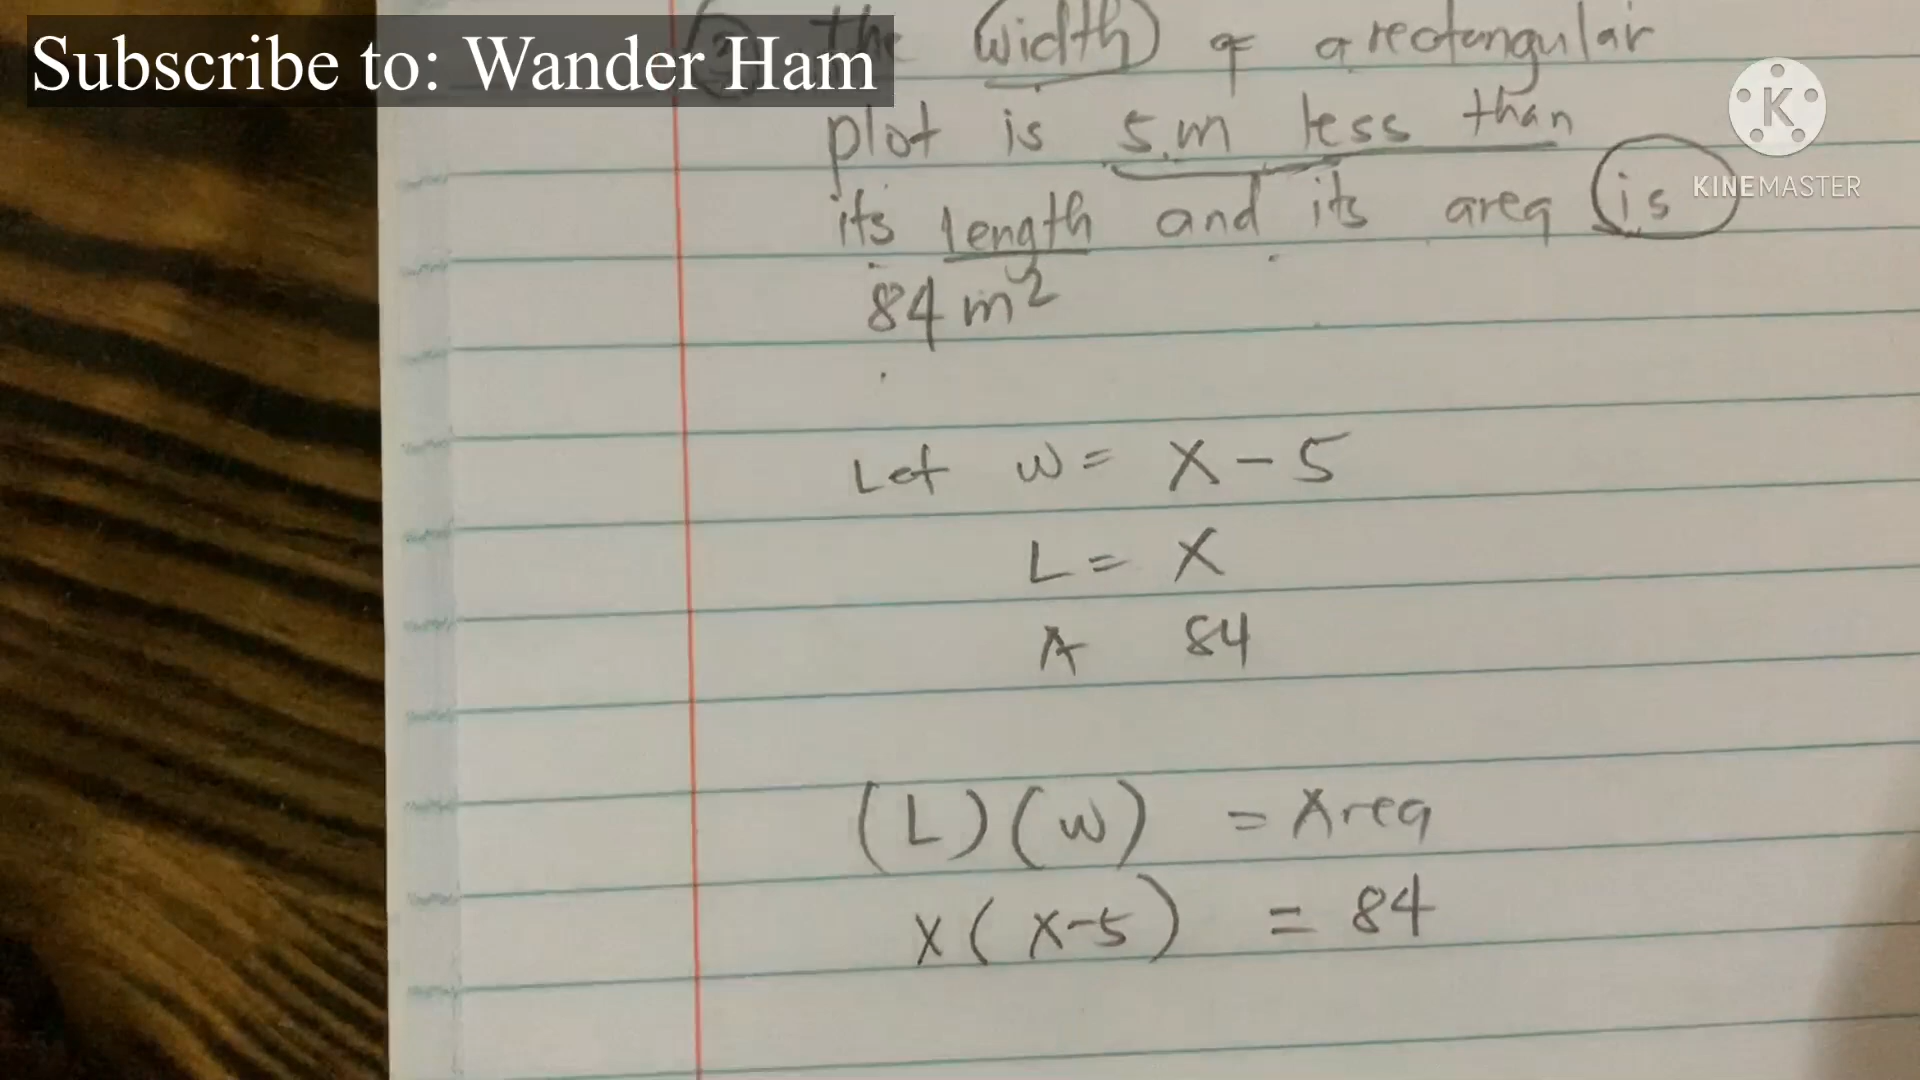 Subscribe to: Wander Ham
the width of a rectangular
plot is 5m less than
its length and its area is
84 m²
KINEMASTER
Let w = X - 5
L = X
A 84
(L) (w) = Area
X ( X-5 ) = 84